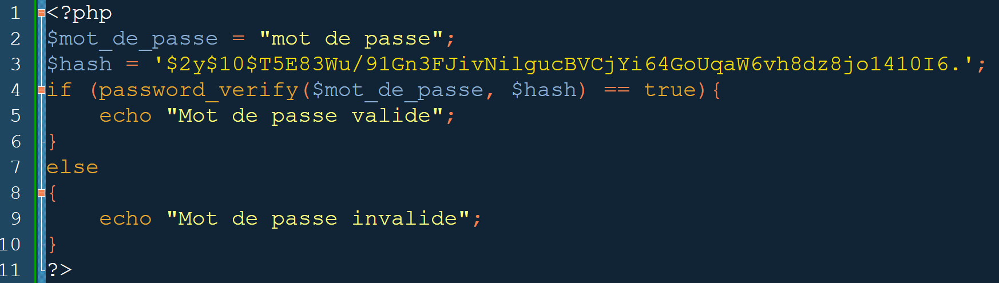 1 <?php
2 $mot_de_passe = "mot de passe";
3 $hash = '$2y$10$T5E83Wu/91Gn3FJivNilgucBVCjYi64GoUqaW6vh8dz8jo1410I6.';
4 if (password_verify($mot_de_passe, $hash) == true){
5     echo "Mot de passe valide";
6 }
7 else
8 {
9     echo "Mot de passe invalide";
10 }
11 ?>